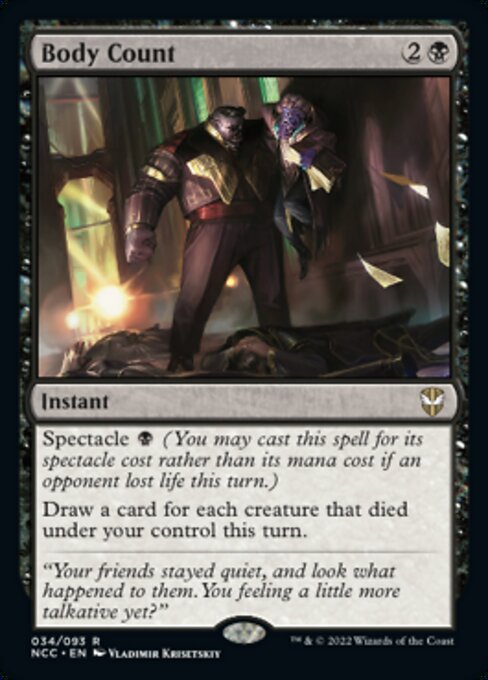 Body Count 2
Instant
Spectacle (You may cast this spell for its
spectacle cost rather than its mana cost if an
opponent lost life this turn.)
Draw a card for each creature that died
under your control this turn.
“Your friends stayed quiet, and look what
happened to them. You feeling a little more
talkative yet?”
034/093 R
NCC • EN Vladimir Krisetskiy
™ & © 2022 Wizards of the Coast